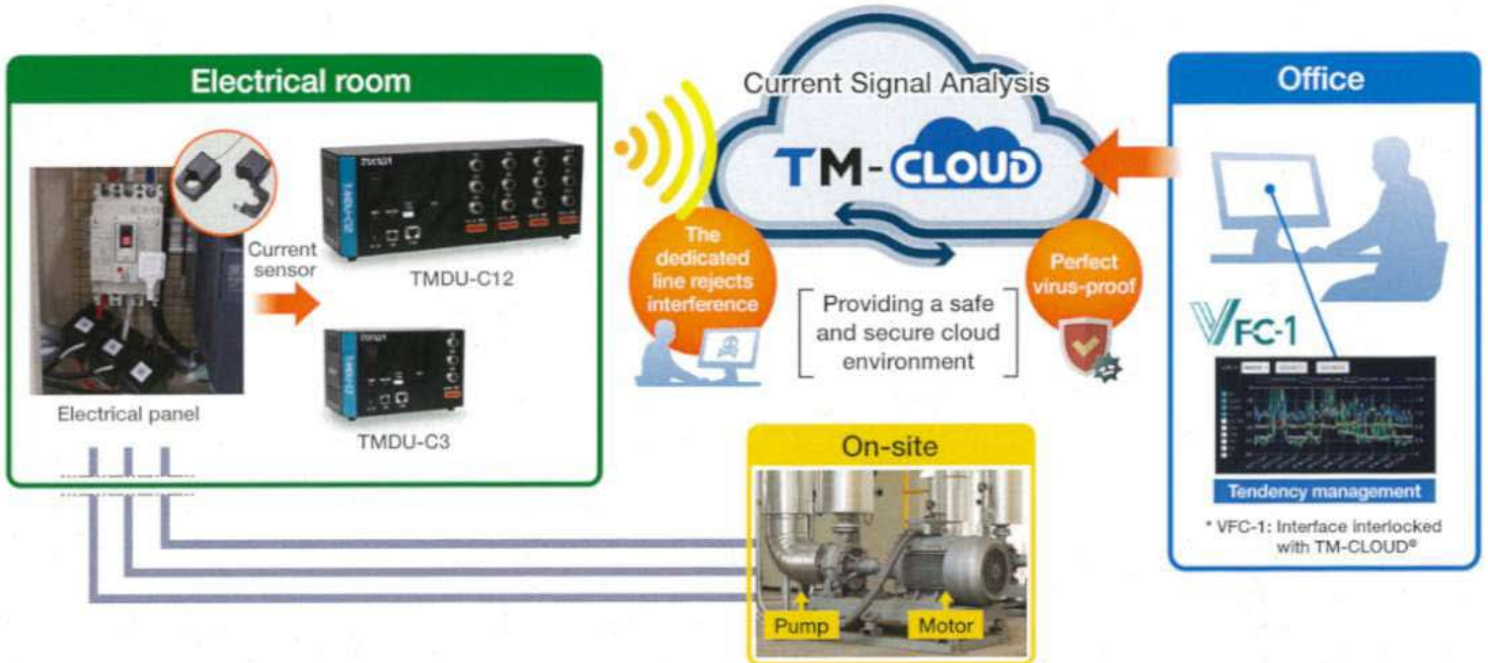 Electrical room
Current
sensor
TMDU-C12
TMDU-C12
TMDU-C3
Electrical panel
Current Signal Analysis
TM-CLOUD
The
dedicated
line rejects
interference
Providing a safe
and secure cloud
environment
Perfect
virus-proof
Office
VFC-1
Tendency management
* VFC-1: Interface interlocked
with TM-CLOUD®
On-site
Pump
Motor